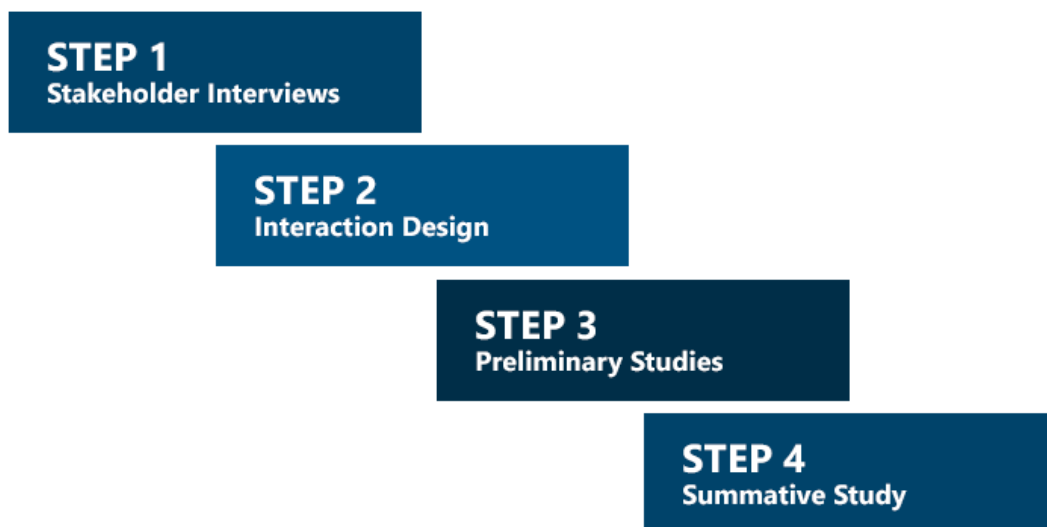 STEP 1
Stakeholder Interviews
STEP 2
Interaction Design
STEP 3
Preliminary Studies
STEP 4
Summative Study